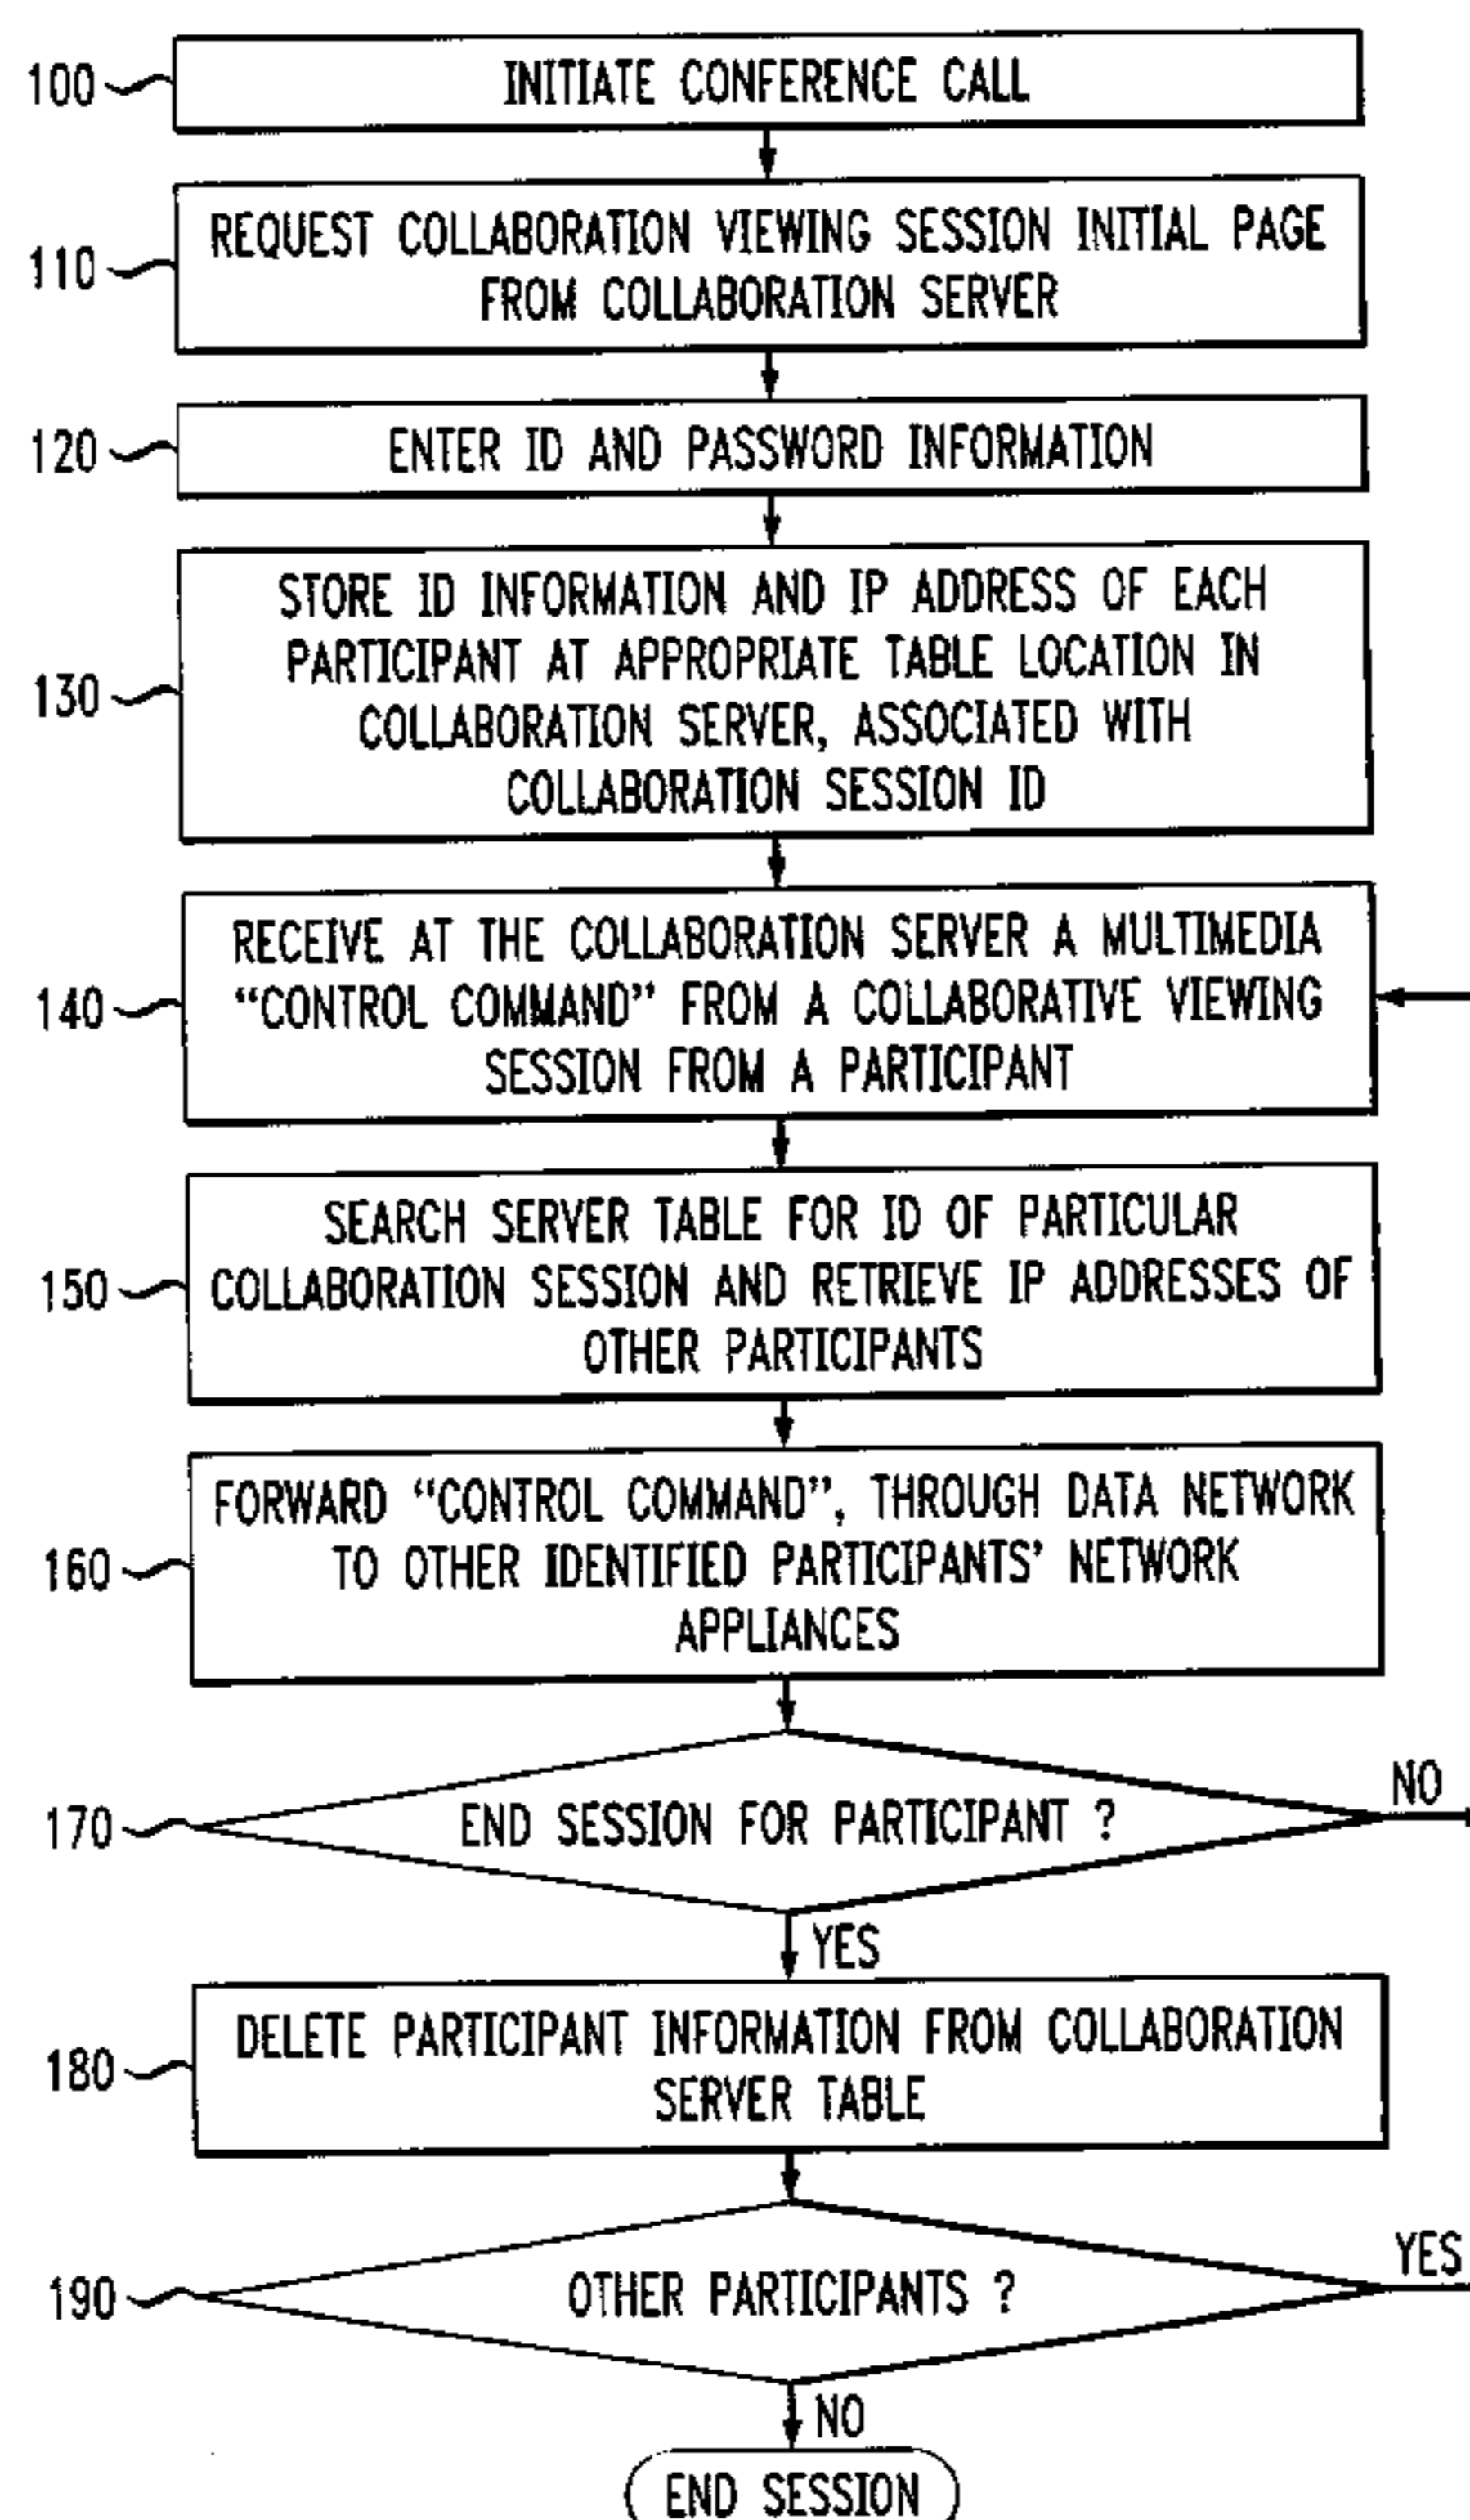 100
INITIATE CONFERENCE CALL
110
REQUEST COLLABORATION VIEWING SESSION INITIAL PAGE
FROM COLLABORATION SERVER
120
ENTER ID AND PASSWORD INFORMATION
130
STORE ID INFORMATION AND IP ADDRESS OF EACH
PARTICIPANT AT APPROPRIATE TABLE LOCATION IN
COLLABORATION SERVER, ASSOCIATED WITH
COLLABORATION SESSION ID
140
RECEIVE AT THE COLLABORATION SERVER A MULTIMEDIA
“CONTROL COMMAND” FROM A COLLABORATIVE VIEWING
SESSION FROM A PARTICIPANT
150
SEARCH SERVER TABLE FOR ID OF PARTICULAR
COLLABORATION SESSION AND RETRIEVE IP ADDRESSES OF
OTHER PARTICIPANTS
160
FORWARD “CONTROL COMMAND”, THROUGH DATA NETWORK
TO OTHER IDENTIFIED PARTICIPANTS’ NETWORK
APPLIANCES
170
END SESSION FOR PARTICIPANT ?
NO
YES
180
DELETE PARTICIPANT INFORMATION FROM COLLABORATION
SERVER TABLE
190
OTHER PARTICIPANTS ?
YES
NO
END SESSION